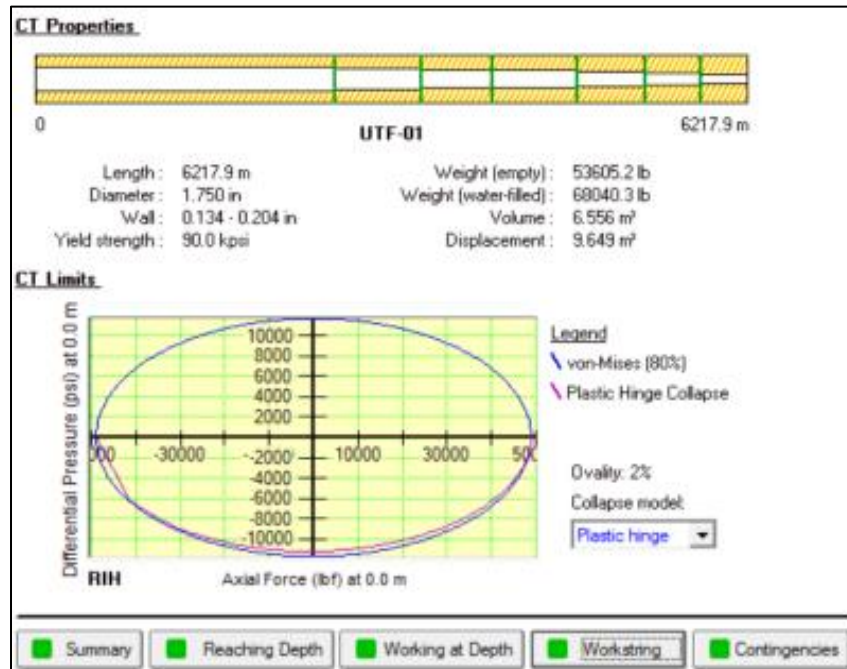 CT Properties
0
UTF-01
6217.9 m
Length : 6217.9 m
Weight (empty) : 53605.2 lb
Diameter : 1.750 in
Weight (water-filled) : 68040.3 lb
Wall : 0.134 - 0.204 in
Volume : 6.556 m³
Yield strength : 90.0 kpsi
Displacement : 9.649 m³
CT Limits
Differential Pressure (psi) at 0.0 m
10000
8000
6000
4000
2000
-30000
10000
30000
-2000
-4000
-6000
-8000
-10000
RIH
Axial Force (lbf) at 0.0 m
Legend
von-Mises (80%)
Plastic Hinge Collapse
Ovality: 2%
Collapse model:
Plastic hinge
Summary
Reaching Depth
Working at Depth
Workstring
Contingencies